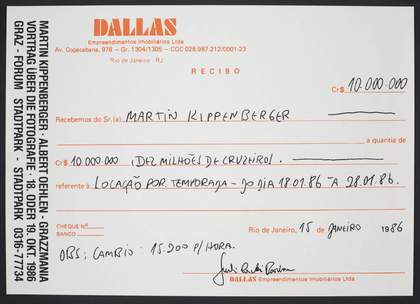 MARTIN KIPPENBERGER - ALBERT OEHLEN - GRAZZMANIA
VORTRAG ÜBER DIE FOTOGRAFIE · 18. ODER 19. OKT. 1986
GRAZ - FORUM STADTPARK - STADTPARK 0316-77734
DALLAS
Empreendimentos Imobiliários Ltda.
Av. Copacabana, 978 – Gr. 1304/1305 – CGC 028.987.212/0001-23
Rio de Janeiro - RJ
RECIBO
Cr$ 10.000.000
Recebemos do Sr.(a) MARTIN KIPPENBERGER
a quantia de
Cr$ 10.000.000 (DEZ MILHÕES DE CRUZEIROS.
referente à LOCAÇÃO POR TEMPORADA - DO DIA 18.01.86 A 28.01.86.
CHEQUE Nº
BANCO
Rio de Janeiro, 15 de JANEIRO 1986
OBS: CAMBIO 15.200 P/HORA.
DALLAS Empreendimentos Imobiliários Ltda.